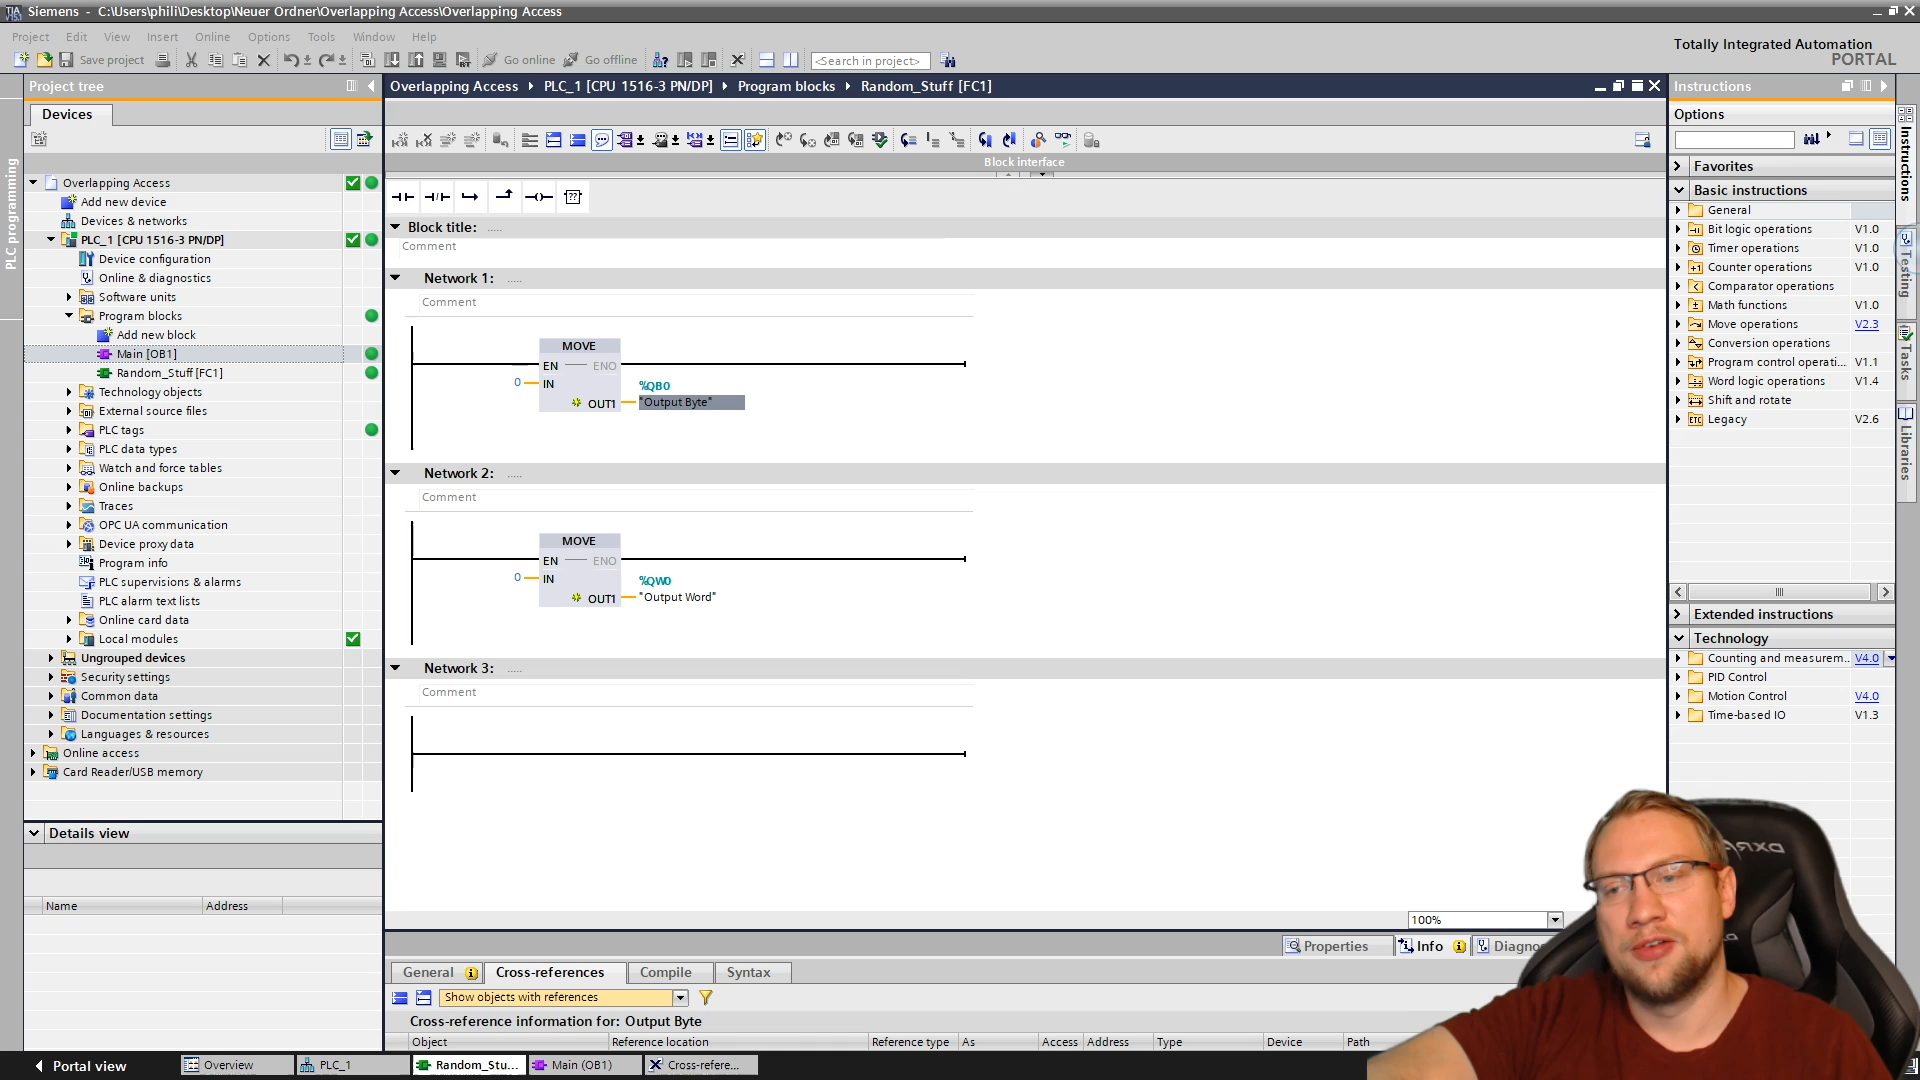 Siemens - C:\Users\phili\Desktop\Neuer Ordner\Overlapping Access\Overlapping Access
Project Edit View Insert Online Options Tools Window Help
Totally Integrated Automation
PORTAL
Save project
Go online
Go offline
<Search in project>
Project tree
Overlapping Access PLC_1 [CPU 1516-3 PN/DP] Program blocks Random_Stuff [FC1]
Instructions
Devices
Options
PLC programming
Block interface
Overlapping Access
Add new device
Devices & networks
PLC_1 [CPU 1516-3 PN/DP]
Device configuration
Online & diagnostics
Software units
Program blocks
Add new block
Main [OB1]
Random_Stuff [FC1]
Technology objects
External source files
PLC tags
PLC data types
Watch and force tables
Online backups
Traces
OPC UA communication
Device proxy data
Program info
PLC supervisions & alarms
PLC alarm text lists
Online card data
Local modules
Ungrouped devices
Security settings
Common data
Documentation settings
Languages & resources
Online access
Card Reader/USB memory
Details view
Name Address
Block title: .....
Comment
Network 1: .....
Comment
MOVE
EN ENO
0 IN
%QB0
OUT1 "Output Byte"
Network 2: .....
Comment
MOVE
EN ENO
0 IN
%QW0
OUT1 "Output Word"
Network 3: .....
Comment
100%
Properties Info Diagno
General Cross-references Compile Syntax
Show objects with references
Cross-reference information for: Output Byte
Object Reference location Reference type As Access Address Type Device Path
Favorites
Basic instructions
General
Bit logic operations V1.0
Timer operations V1.0
Counter operations V1.0
Comparator operations
Math functions V1.0
Move operations V2.3
Conversion operations
Program control operati... V1.1
Word logic operations V1.4
Shift and rotate
Legacy V2.6
Extended instructions
Technology
Counting and measurem.. V4.0
PID Control
Motion Control V4.0
Time-based IO V1.3
Instructions
Testing
Tasks
Libraries
Portal view Overview PLC_1 Random_Stu... Main (OB1) Cross-refere...